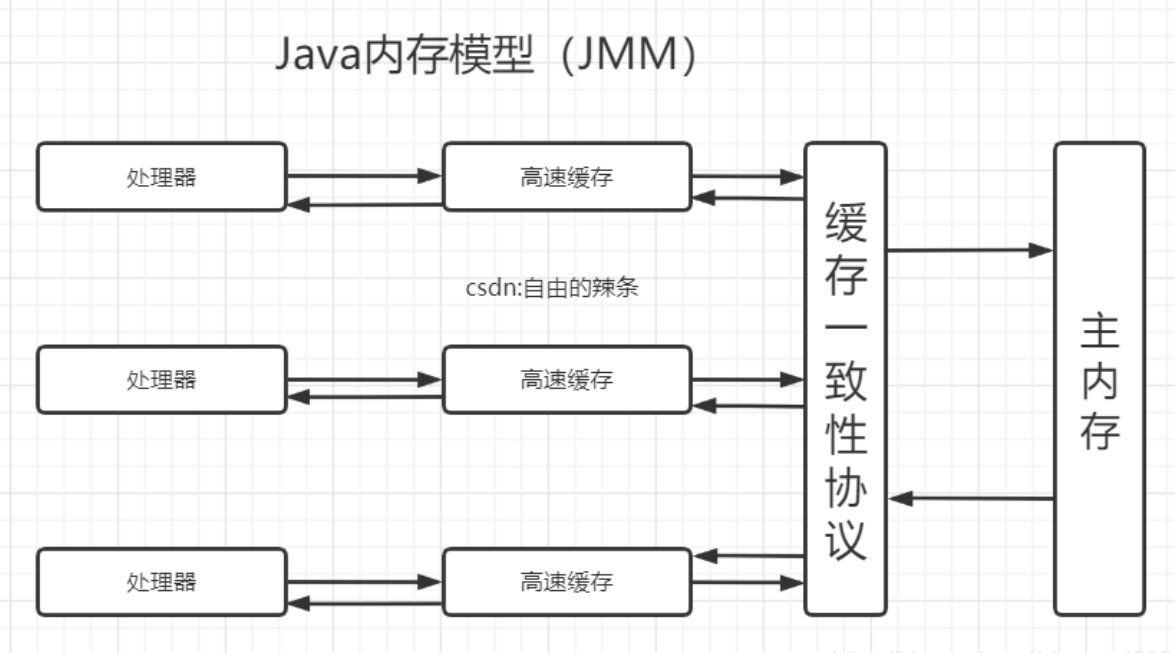 Java内存模型（JMM）
处理器
高速缓存
缓存一致性协议
主内存
csdn:自由的辣条
处理器
高速缓存
处理器
高速缓存